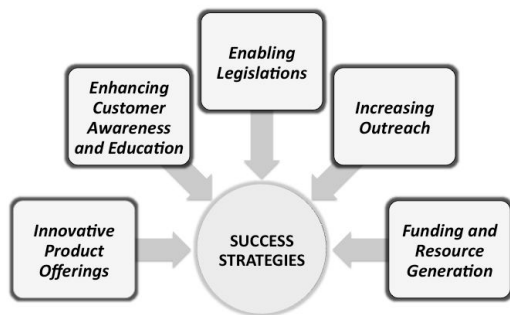 Enabling
Legislations
Enhancing
Customer
Awareness
and Education
Increasing
Outreach
Innovative
Product
Offerings
SUCCESS
STRATEGIES
Funding and
Resource
Generation